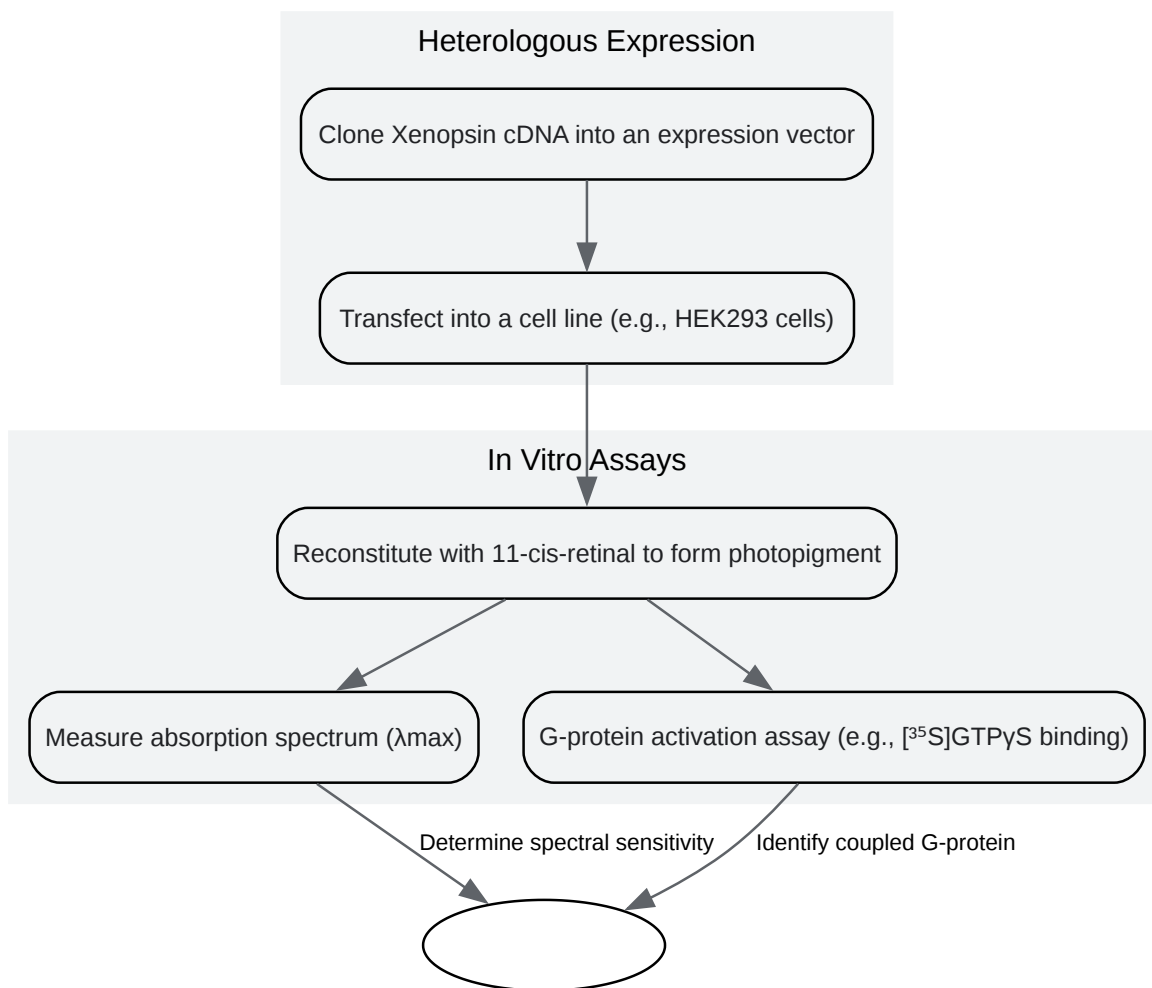 Heterologous Expression
Clone Xenopsin cDNA into an expression vector
Transfect into a cell line (e.g., HEK293 cells)
In Vitro Assays
Reconstitute with 11-cis-retinal to form photopigment
Measure absorption spectrum (λmax)
G-protein activation assay (e.g., [³⁵S]GTPγS binding)
Determine spectral sensitivity
Identify coupled G-protein